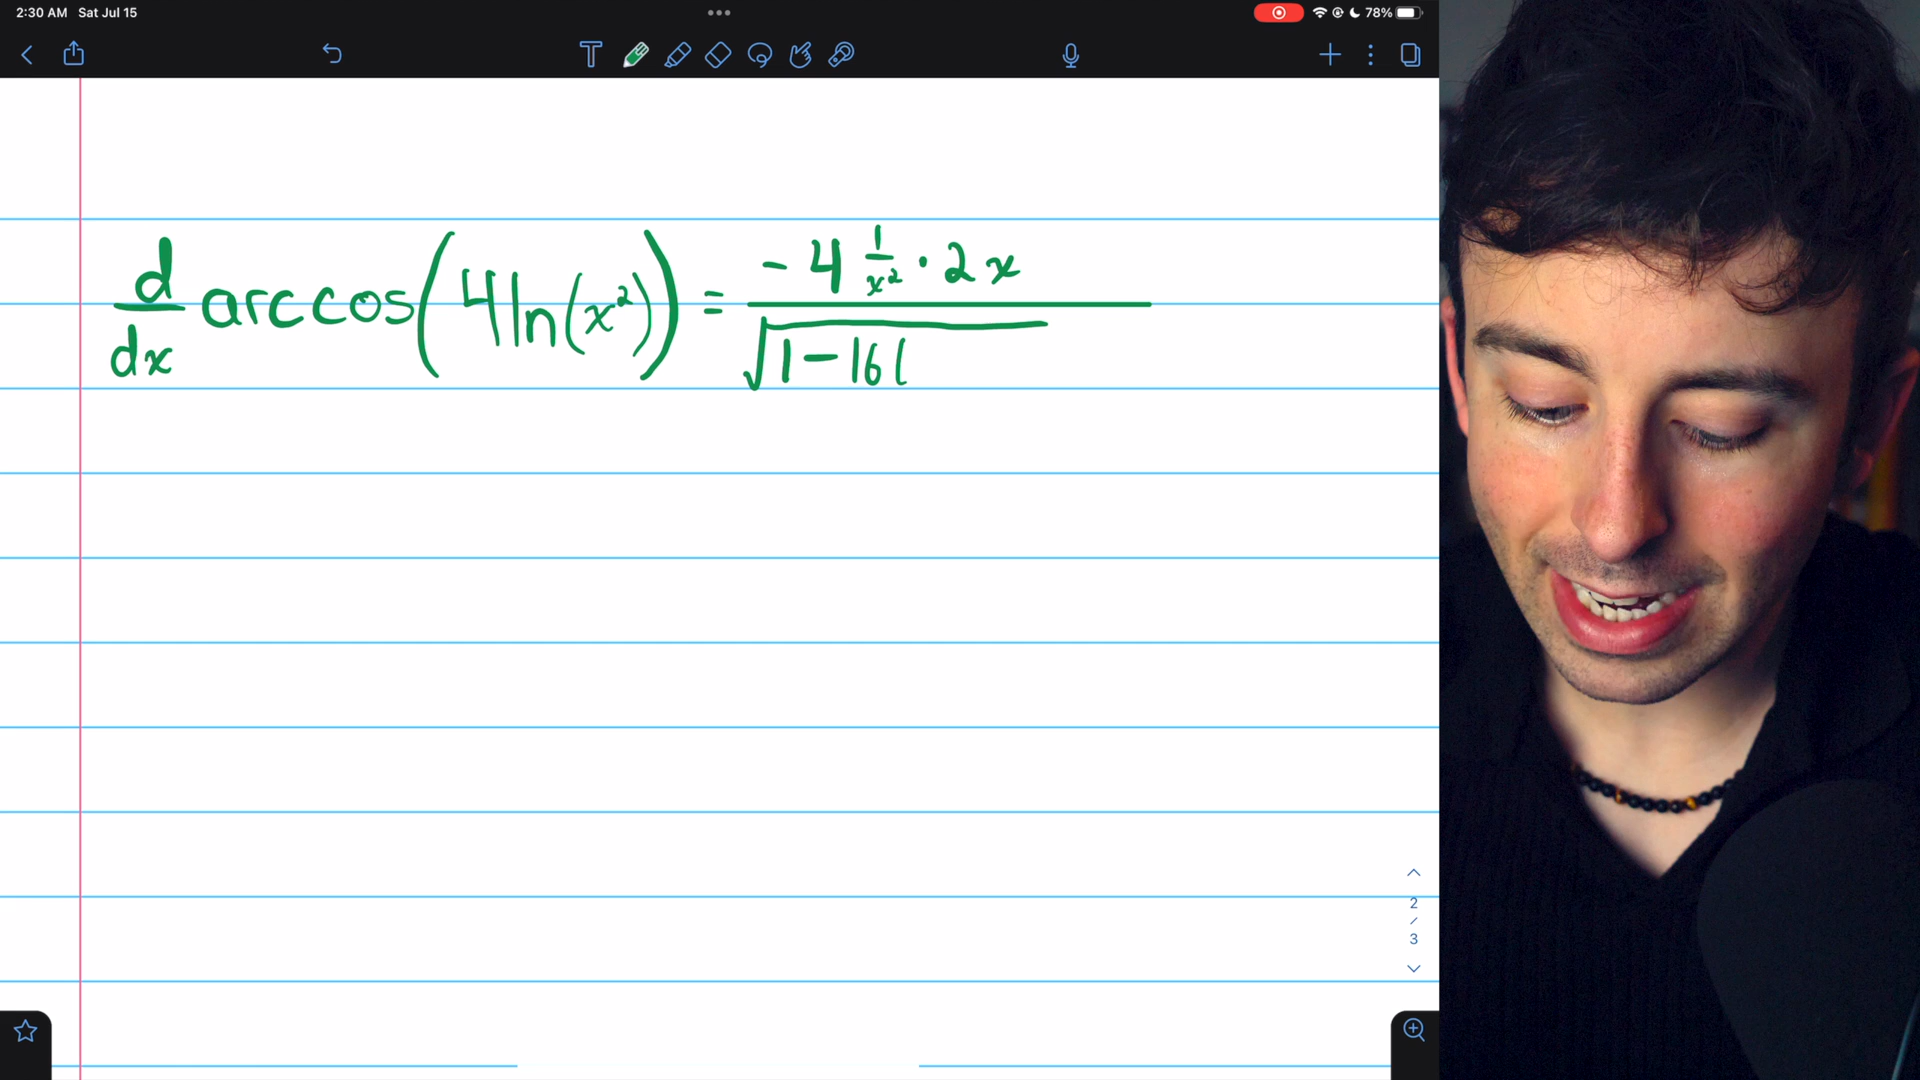 2:30 AM Sat Jul 15
78%
d/dx arccos(4ln(x²)) = (-4 1/x² · 2x)/√(1-16(
2
/
3